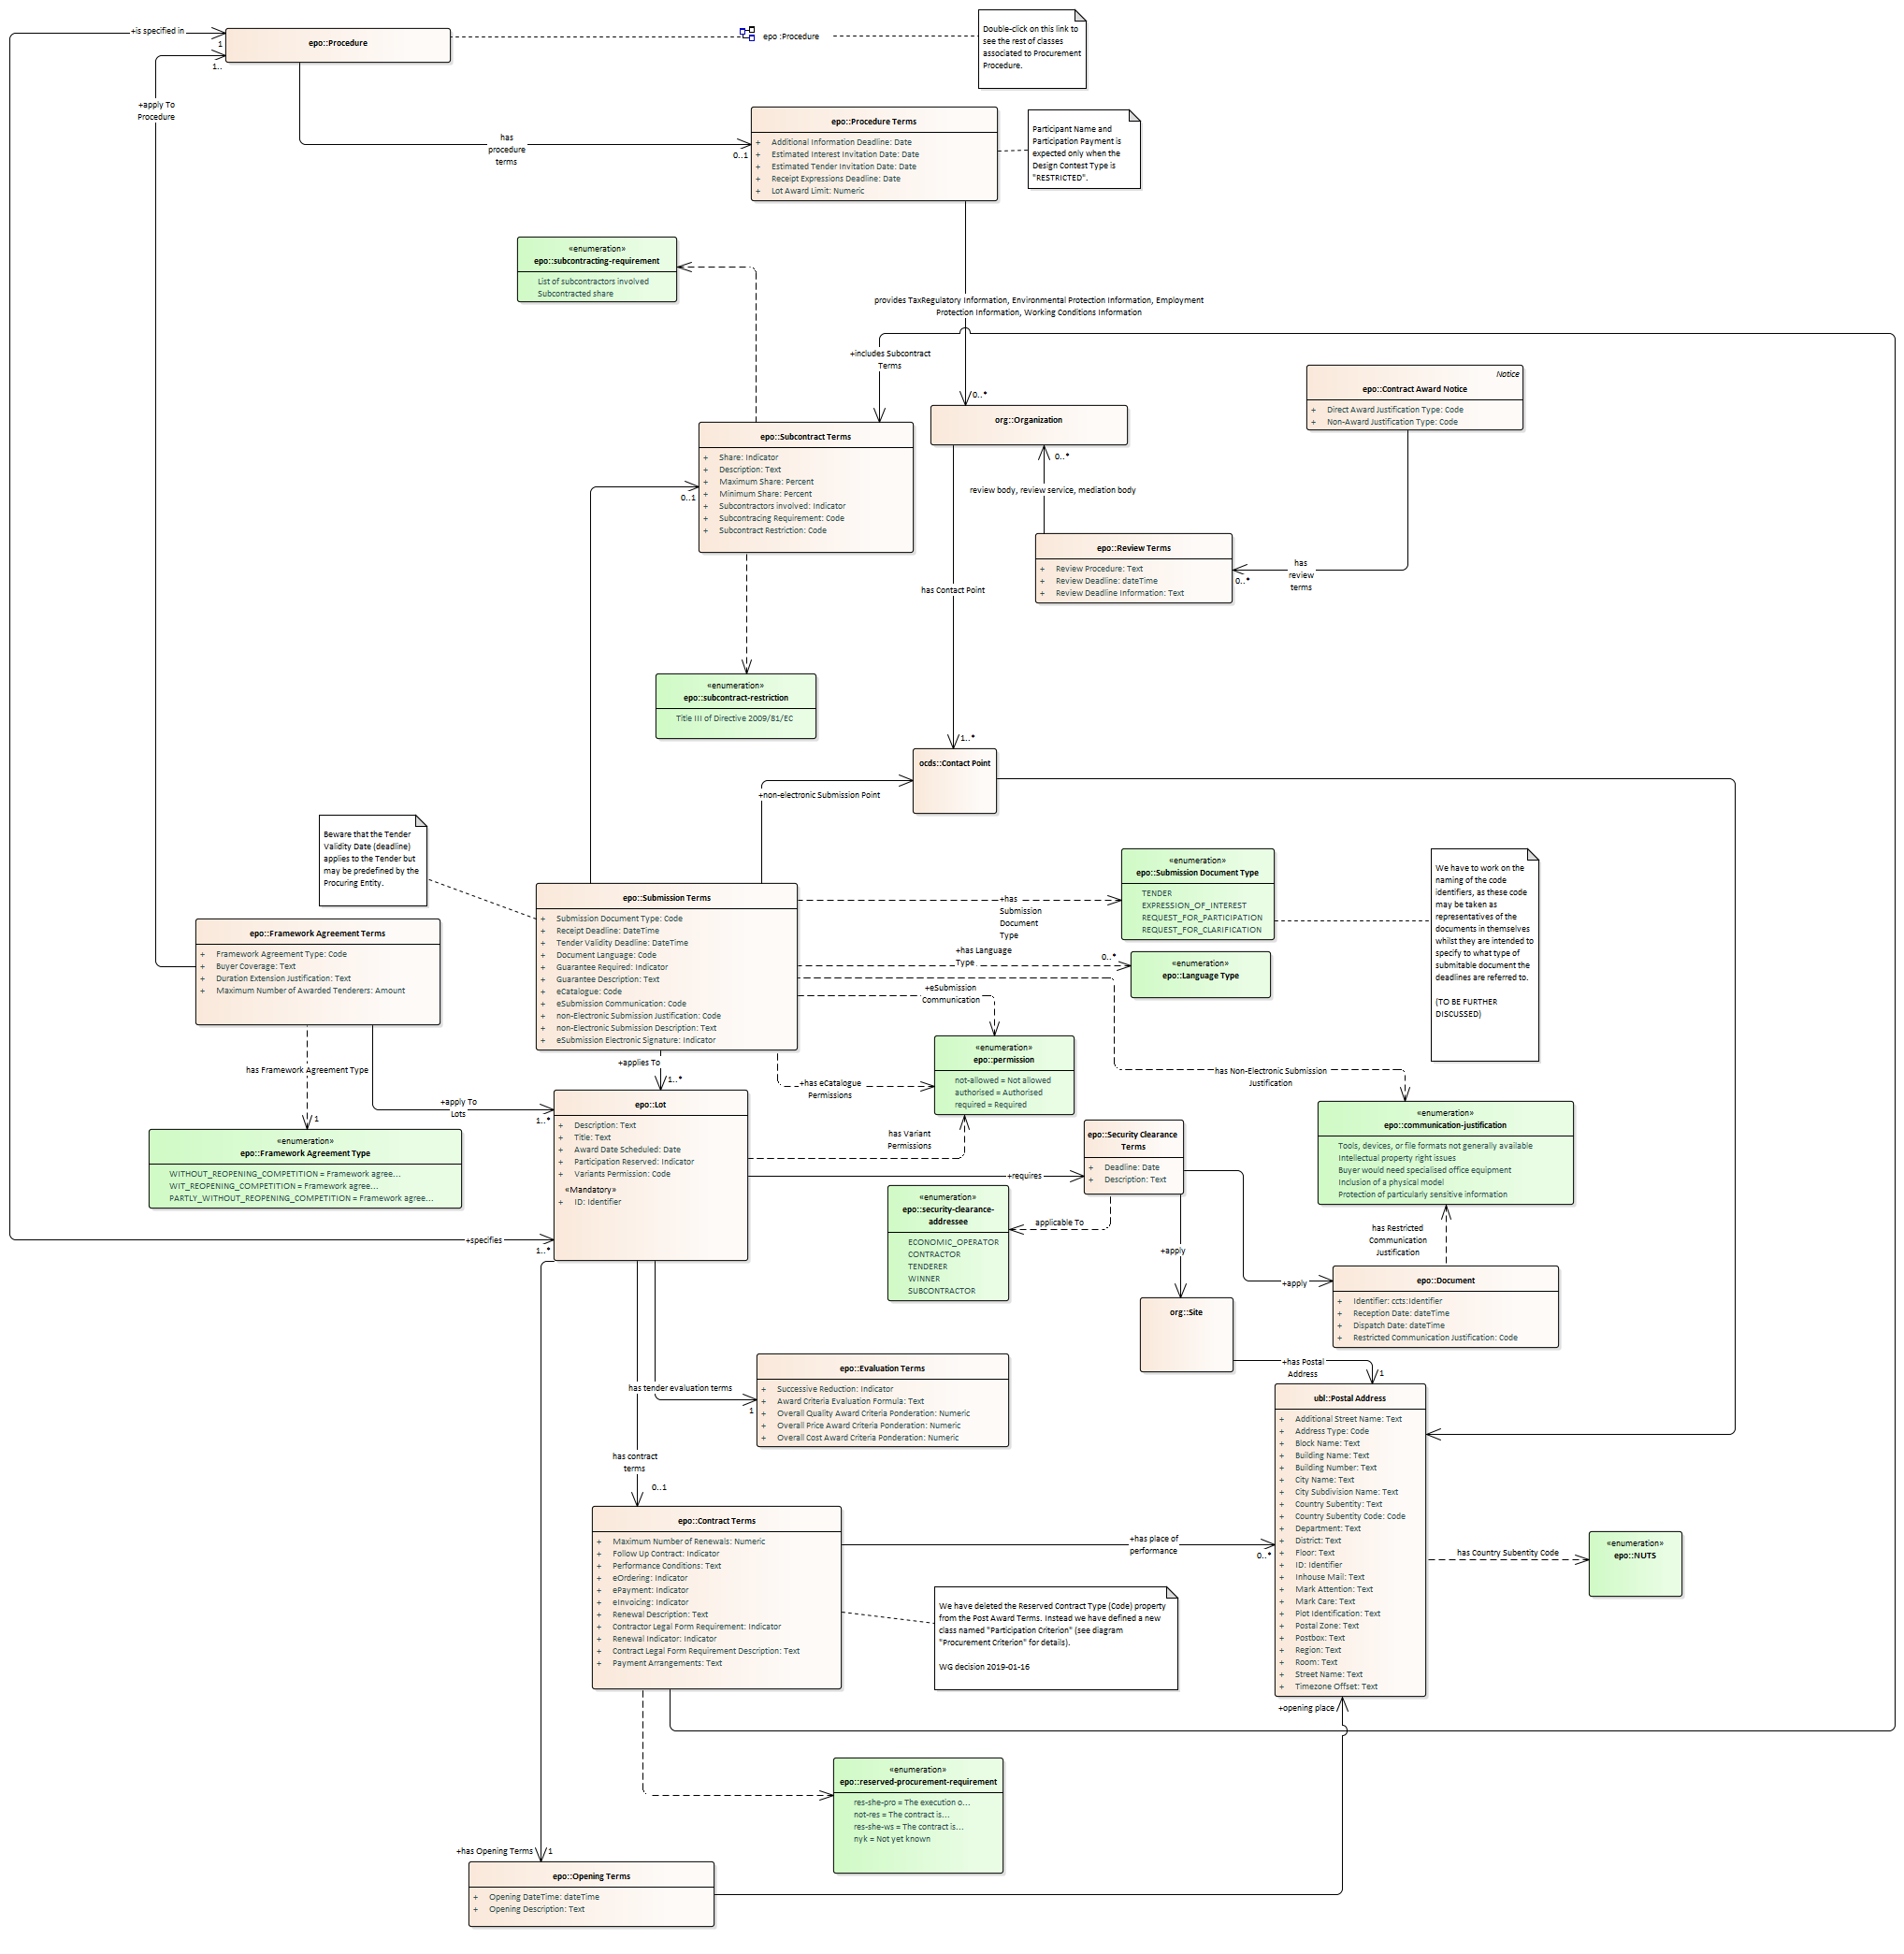 +is specified in
1
epo::Procedure
1..
epo :Procedure
Double-click on this link to
see the rest of classes
associated to Procurement
Procedure.
+apply To
Procedure
has
procedure
terms
0..1
epo::Procedure Terms
+ Additional Information Deadline: Date
+ Estimated Interest Invitation Date: Date
+ Estimated Tender Invitation Date: Date
+ Receipt Expressions Deadline: Date
+ Lot Award Limit: Numeric
Participant Name and
Participation Payment is
expected only when the
Design Contest Type is
"RESTRICTED".
«enumeration»
epo::subcontracting-requirement
List of subcontractors involved
Subcontracted share
provides TaxRegulatory Information, Environmental Protection Information, Employment
Protection Information, Working Conditions Information
+includes Subcontract
Terms
0..*
org::Organization
Notice
epo::Contract Award Notice
+ Direct Award Justification Type: Code
+ Non-Award Justification Type: Code
epo::Subcontract Terms
+ Share: Indicator
+ Description: Text
+ Maximum Share: Percent
+ Minimum Share: Percent
+ Subcontractors involved: Indicator
+ Subcontracing Requirement: Code
+ Subcontract Restriction: Code
0..1
0..*
review body, review service, mediation body
epo::Review Terms
+ Review Procedure: Text
+ Review Deadline: dateTime
+ Review Deadline Information: Text
has
review
terms
0..*
has Contact Point
«enumeration»
epo::subcontract-restriction
Title III of Directive 2009/81/EC
1..*
ocds::Contact Point
+non-electronic Submission Point
Beware that the Tender
Validity Date (deadline)
applies to the Tender but
may be predefined by the
Procuring Entity.
epo::Submission Terms
+ Submission Document Type: Code
+ Receipt Deadline: DateTime
+ Tender Validity Deadline: DateTime
+ Document Language: Code
+ Guarantee Required: Indicator
+ Guarantee Description: Text
+ eCatalogue: Code
+ eSubmission Communication: Code
+ non-Electronic Submission Justification: Code
+ non-Electronic Submission Description: Text
+ eSubmission Electronic Signature: Indicator
+has
Submission
Document
Type
«enumeration»
epo::Submission Document Type
TENDER
EXPRESSION_OF_INTEREST
REQUEST_FOR_PARTICIPATION
REQUEST_FOR_CLARIFICATION
We have to work on the
naming of the code
identifiers, as these code
may be taken as
representatives of the
documents in themselves
whilst they are intended to
specify to what type of
submitable document the
deadlines are referred to.
(TO BE FURTHER
DISCUSSED)
epo::Framework Agreement Terms
+ Framework Agreement Type: Code
+ Buyer Coverage: Text
+ Duration Extension Justification: Text
+ Maximum Number of Awarded Tenderers: Amount
+has Language
Type
0..*
«enumeration»
epo::Language Type
+eSubmission
Communication
«enumeration»
epo::permission
not-allowed = Not allowed
authorised = Authorised
required = Required
+has eCatalogue
Permissions
has Non-Electronic Submission
Justification
+applies To
1..*
has Framework Agreement Type
1
+apply To
Lots
1..*
«enumeration»
epo::Framework Agreement Type
WITHOUT_REOPENING_COMPETITION = Framework agree...
WIT_REOPENING_COMPETITION = Framework agree...
PARTLY_WITHOUT_REOPENING_COMPETITION = Framework agree...
epo::Lot
+ Description: Text
+ Title: Text
+ Award Date Scheduled: Date
+ Participation Reserved: Indicator
+ Variants Permission: Code
«Mandatory»
+ ID: Identifier
has Variant
Permissions
+requires
epo::Security Clearance
Terms
+ Deadline: Date
+ Description: Text
«enumeration»
epo::communication-justification
Tools, devices, or file formats not generally available
Intellectual property right issues
Buyer would need specialised office equipment
Inclusion of a physical model
Protection of particularly sensitive information
«enumeration»
epo::security-clearance-
addressee
ECONOMIC_OPERATOR
CONTRACTOR
TENDERER
WINNER
SUBCONTRACTOR
applicable To
+specifies
1..*
+apply
+apply
has Restricted
Communication
Justification
epo::Document
+ Identifier: ccts:Identifier
+ Reception Date: dateTime
+ Dispatch Date: dateTime
+ Restricted Communication Justification: Code
org::Site
+has Postal
Address
1
has tender evaluation terms
1
epo::Evaluation Terms
+ Successive Reduction: Indicator
+ Award Criteria Evaluation Formula: Text
+ Overall Quality Award Criteria Ponderation: Numeric
+ Overall Price Award Criteria Ponderation: Numeric
+ Overall Cost Award Criteria Ponderation: Numeric
ubl::Postal Address
+ Additional Street Name: Text
+ Address Type: Code
+ Block Name: Text
+ Building Name: Text
+ Building Number: Text
+ City Name: Text
+ City Subdivision Name: Text
+ Country Subentity: Text
+ Country Subentity Code: Code
+ Department: Text
+ District: Text
+ Floor: Text
+ ID: Identifier
+ Inhouse Mail: Text
+ Mark Attention: Text
+ Mark Care: Text
+ Plot Identification: Text
+ Postal Zone: Text
+ Postbox: Text
+ Region: Text
+ Room: Text
+ Street Name: Text
+ Timezone Offset: Text
has contract
terms
0..1
epo::Contract Terms
+ Maximum Number of Renewals: Numeric
+ Follow Up Contract: Indicator
+ Performance Conditions: Text
+ eOrdering: Indicator
+ ePayment: Indicator
+ eInvoicing: Indicator
+ Renewal Description: Text
+ Contractor Legal Form Requirement: Indicator
+ Renewal Indicator: Indicator
+ Contract Legal Form Requirement Description: Text
+ Payment Arrangements: Text
+has place of
performance
0..*
has Country Subentity Code
«enumeration»
epo::NUTS
We have deleted the Reserved Contract Type (Code) property
from the Post Award Terms. Instead we have defined a new
class named "Participation Criterion" (see diagram
"Procurement Criterion" for details).
WG decision 2019-01-16
+opening place
«enumeration»
epo::reserved-procurement-requirement
res-she-pro = The execution o...
not-res = The contract is...
res-she-ws = The contract is...
nyk = Not yet known
+has Opening Terms
1
epo::Opening Terms
+ Opening DateTime: dateTime
+ Opening Description: Text